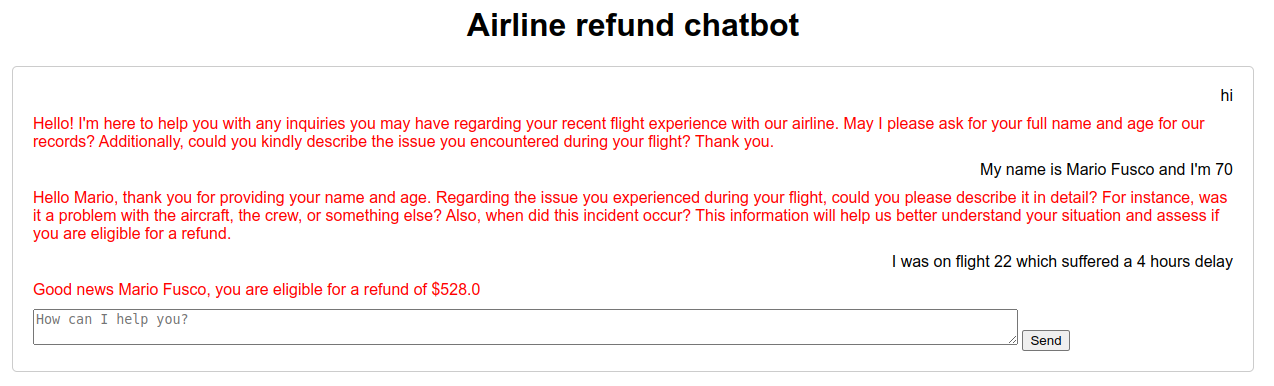 Airline refund chatbot
hi
Hello! I'm here to help you with any inquiries you may have regarding your recent flight experience with our airline. May I please ask for your full name and age for our
records? Additionally, could you kindly describe the issue you encountered during your flight? Thank you.
My name is Mario Fusco and I'm 70
Hello Mario, thank you for providing your name and age. Regarding the issue you experienced during your flight, could you please describe it in detail? For instance, was
it a problem with the aircraft, the crew, or something else? Also, when did this incident occur? This information will help us better understand your situation and assess if
you are eligible for a refund.
I was on flight 22 which suffered a 4 hours delay
Good news Mario Fusco, you are eligible for a refund of $528.0
How can I help you?
Send